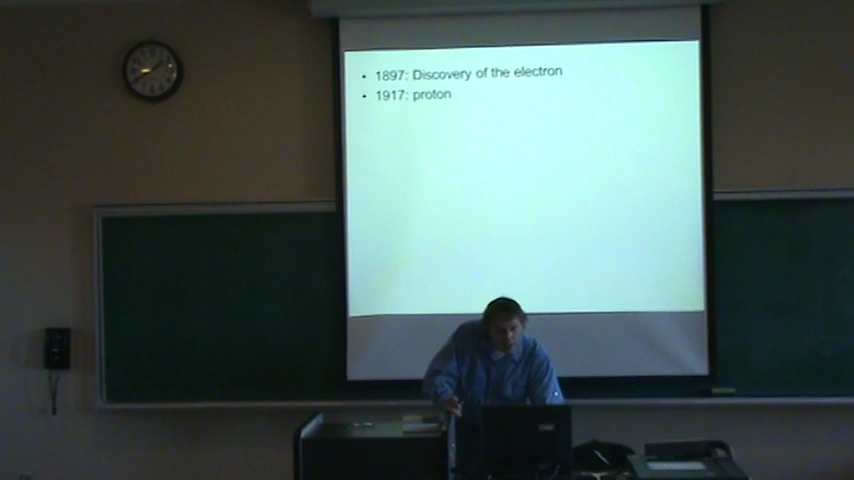 • 1897: Discovery of the electron
• 1917: proton